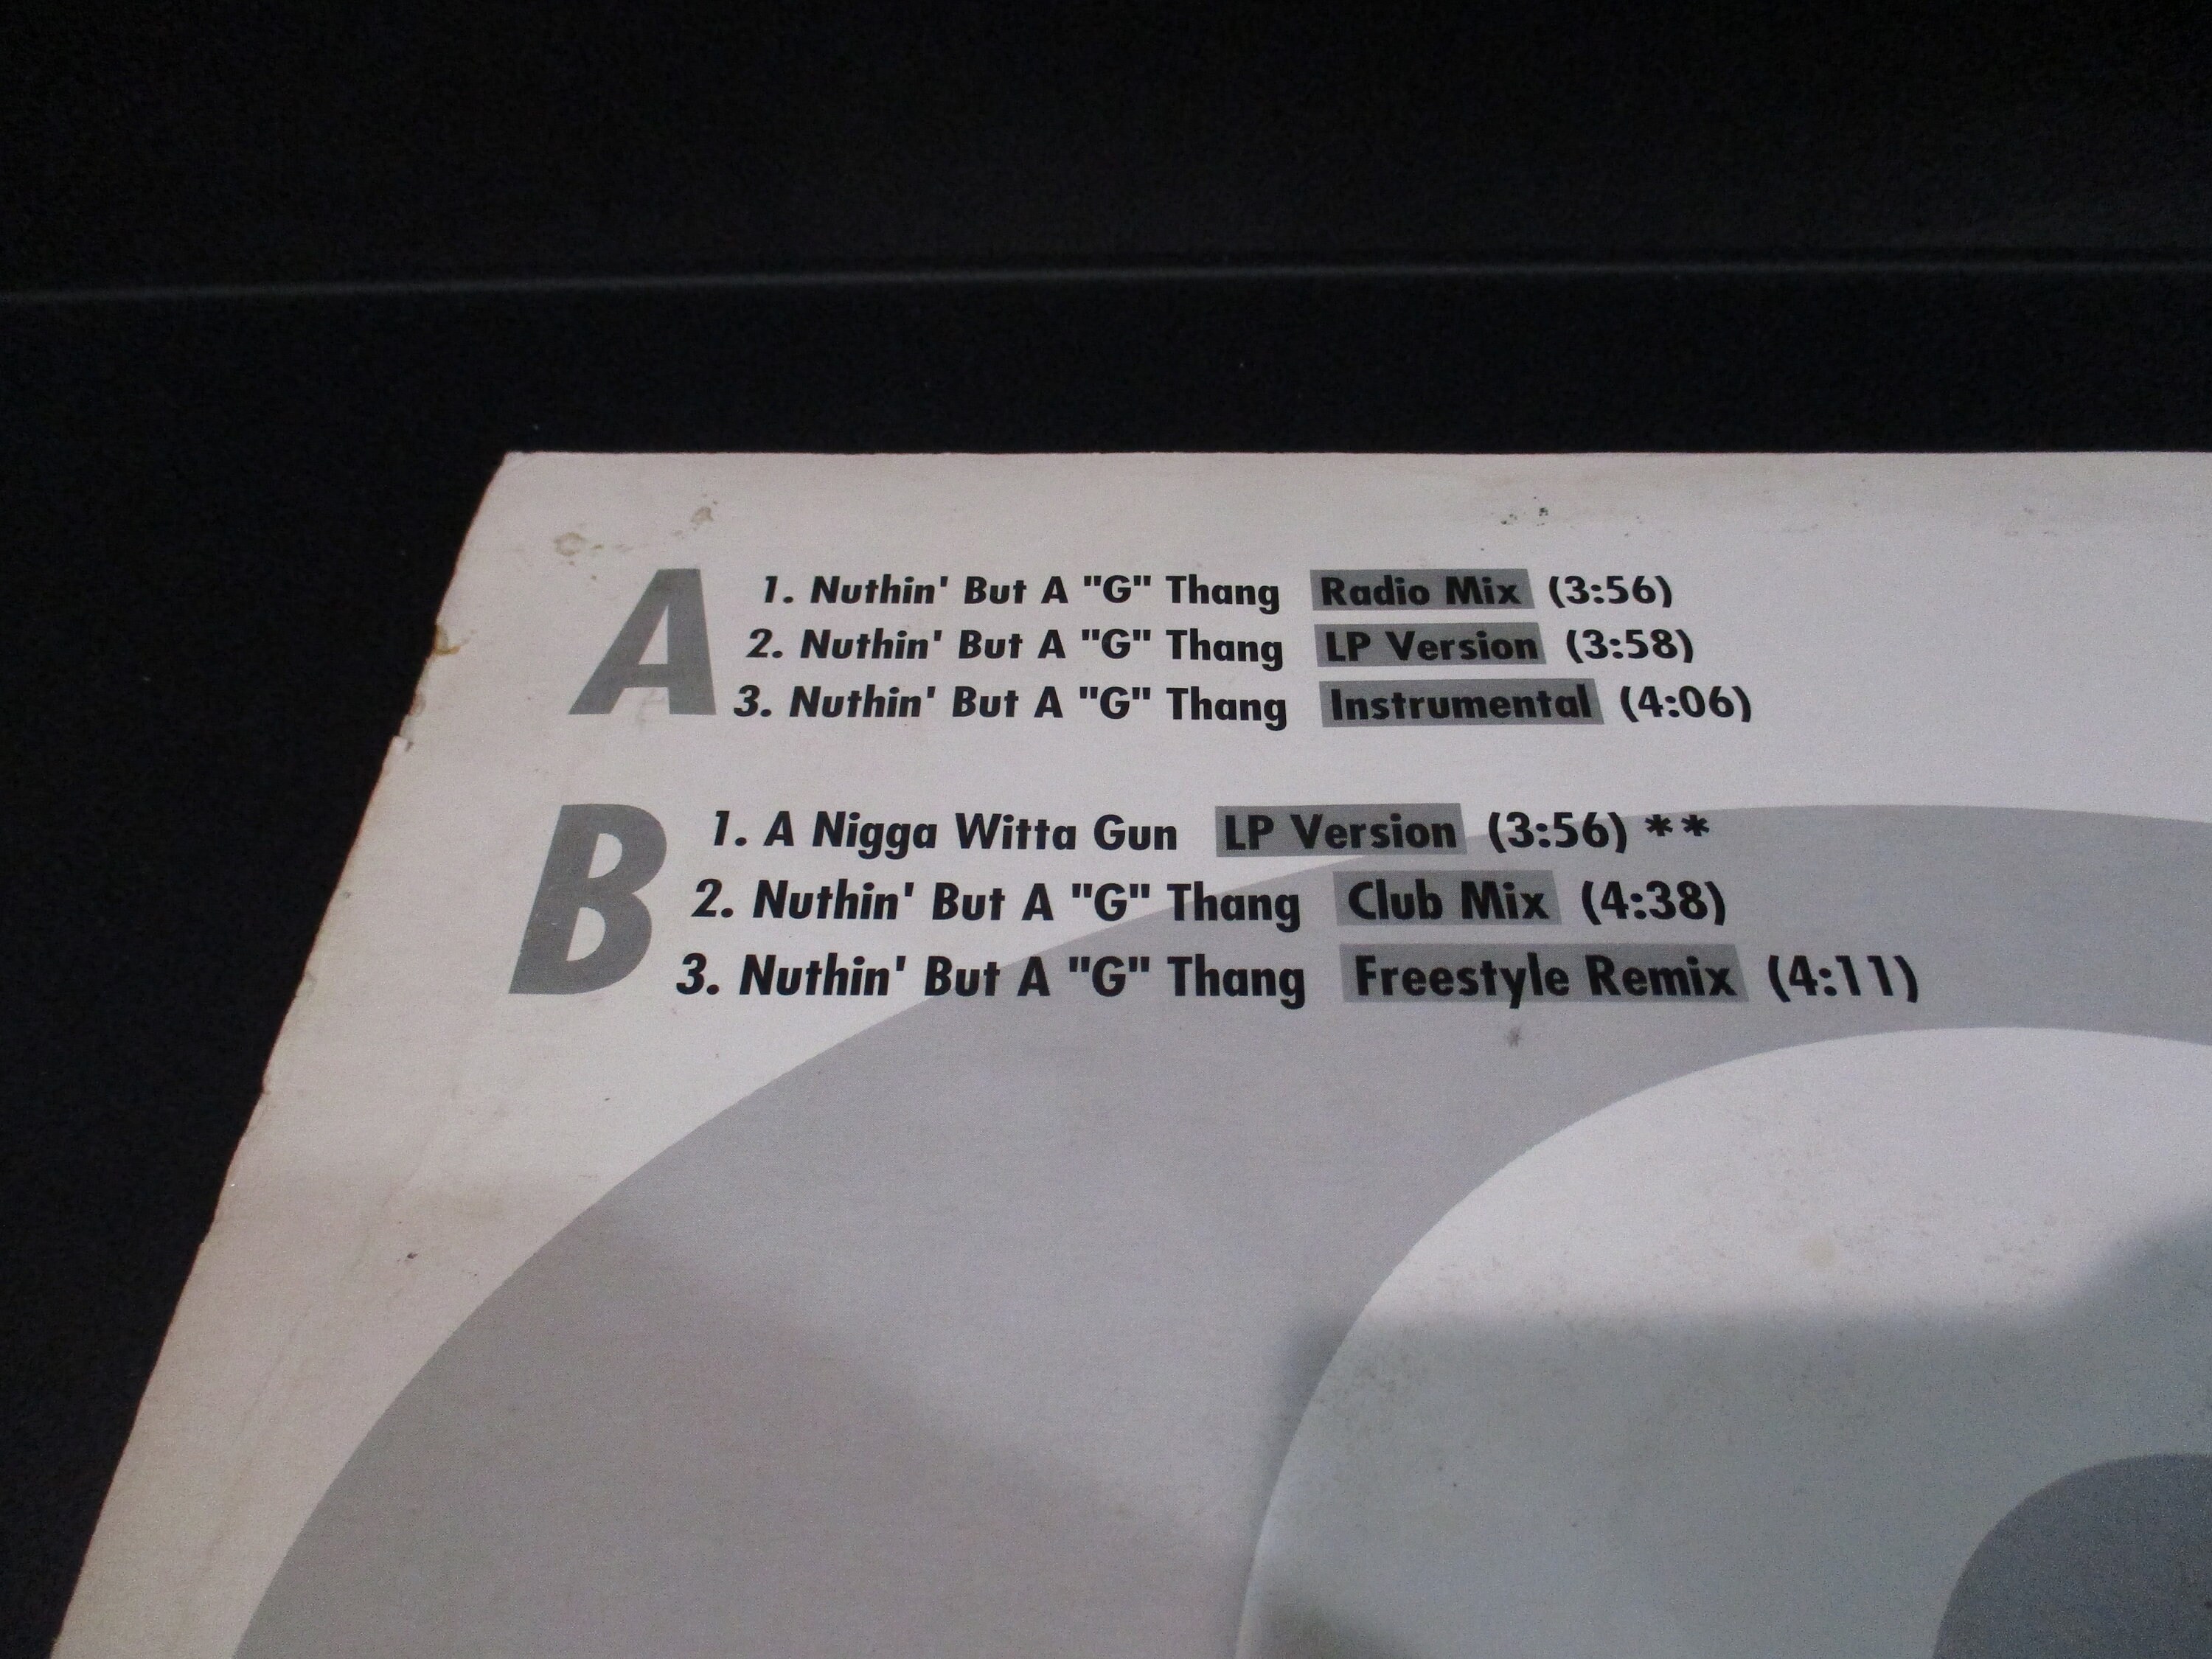 A
1. Nuthin' But A "G" Thang Radio Mix (3:56)
2. Nuthin' But A "G" Thang LP Version (3:58)
3. Nuthin' But A "G" Thang Instrumental (4:06)
B
1. A Nigga Witta Gun LP Version (3:56) **
2. Nuthin' But A "G" Thang Club Mix (4:38)
3. Nuthin' But A "G" Thang Freestyle Remix (4:11)